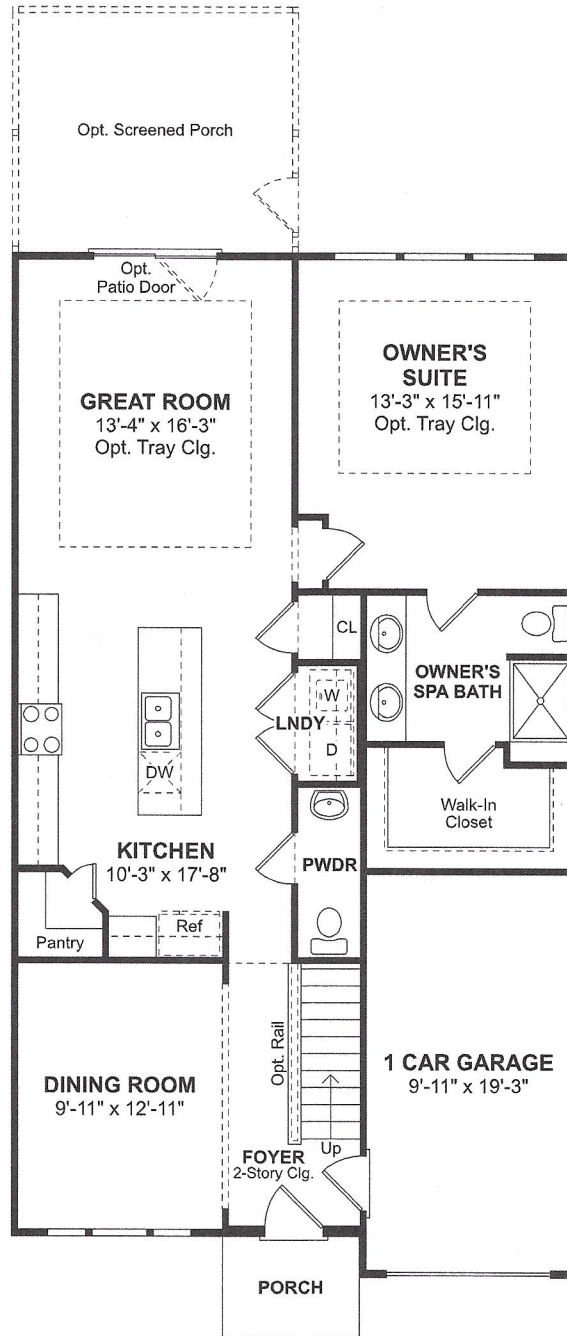 Opt. Screened Porch
Opt.
Patio Door
GREAT ROOM
13'-4" x 16'-3"
Opt. Tray Clg.
OWNER'S
SUITE
13'-3" x 15'-11"
Opt. Tray Clg.
CL
OWNER'S
SPA BATH
W
LNDY
D
DW
Walk-In
Closet
KITCHEN
10'-3" x 17'-8"
PWDR
Ref
Pantry
Opt. Rail
DINING ROOM
9'-11" x 12'-11"
1 CAR GARAGE
9'-11" x 19'-3"
Up
FOYER
2-Story Clg.
PORCH